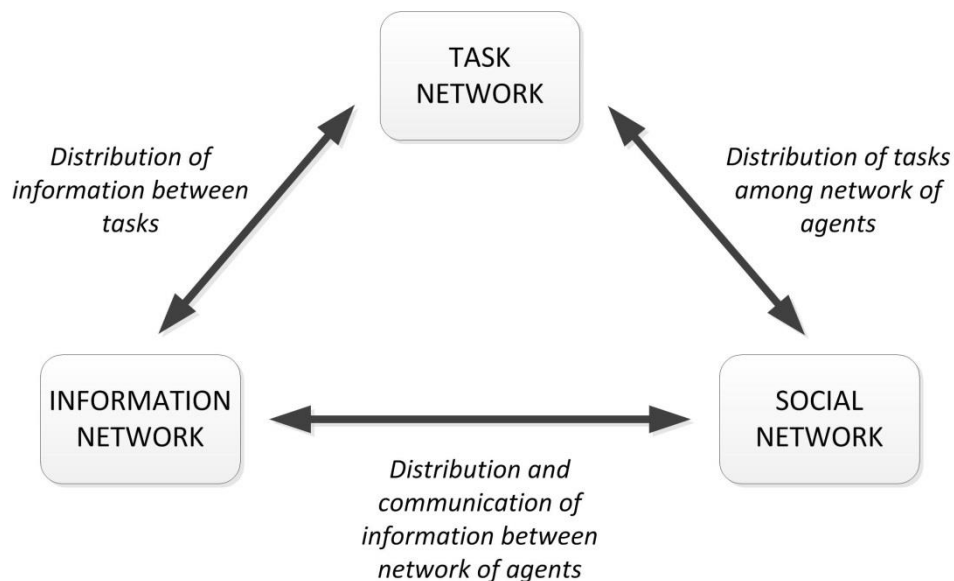 TASK
NETWORK
Distribution of
information between
tasks
Distribution of tasks
among network of
agents
INFORMATION
NETWORK
SOCIAL
NETWORK
Distribution and
communication of
information between
network of agents